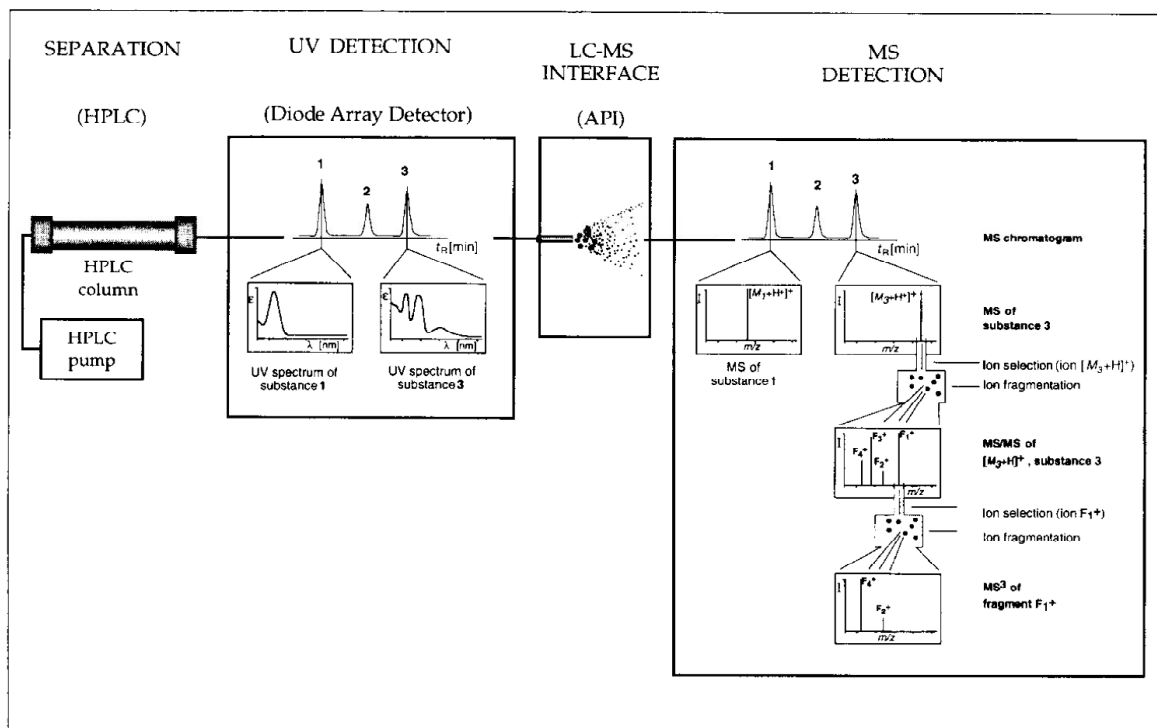 SEPARATION
(HPLC)
HPLC
column
HPLC
pump
UV DETECTION
(Diode Array Detector)
1
2
3
tR[min]
ε
λ [nm]
UV spectrum of
substance 1
ε
λ [nm]
UV spectrum of
substance 3
LC-MS
INTERFACE
(API)
MS
DETECTION
1
2
3
tR[min]
MS chromatogram
I
[M1+H+]+
m/z
MS of
substance 1
I
[M3+H+]+
m/z
MS of
substance 3
Ion selection (ion [M3+H]+)
Ion fragmentation
I
F4+
F3+
F2+
F1+
m/z
MS/MS of
[M3+H]+, substance 3
Ion selection (ion F1+)
Ion fragmentation
I
F4+
F2+
m/z
MS3 of
fragment F1+